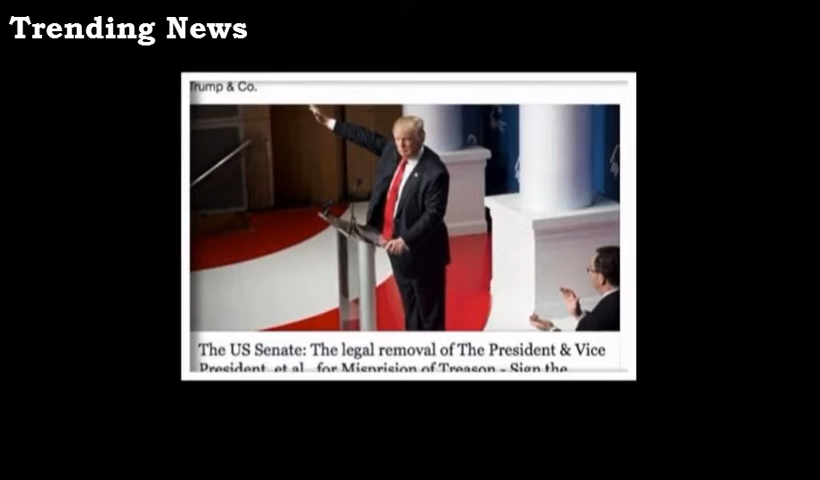 Trending News
Trump & Co.
The US Senate: The legal removal of The President & Vice
President, et al., for Misprision of Treason - Sign the